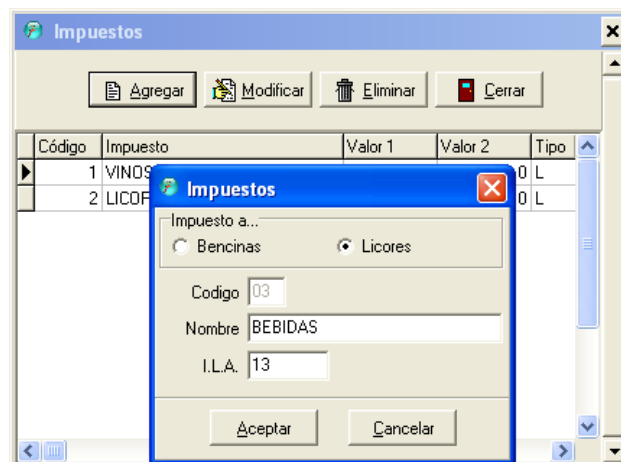 Impuestos
Agregar Modificar Eliminar Cerrar
Código Impuesto Valor 1 Valor 2 Tipo
1 VINOS 0 L
2 0 L
Impuestos
Impuesto a...
Bencinas Licores
Codigo 03
Nombre BEBIDAS
I.L.A. 13
Aceptar Cancelar